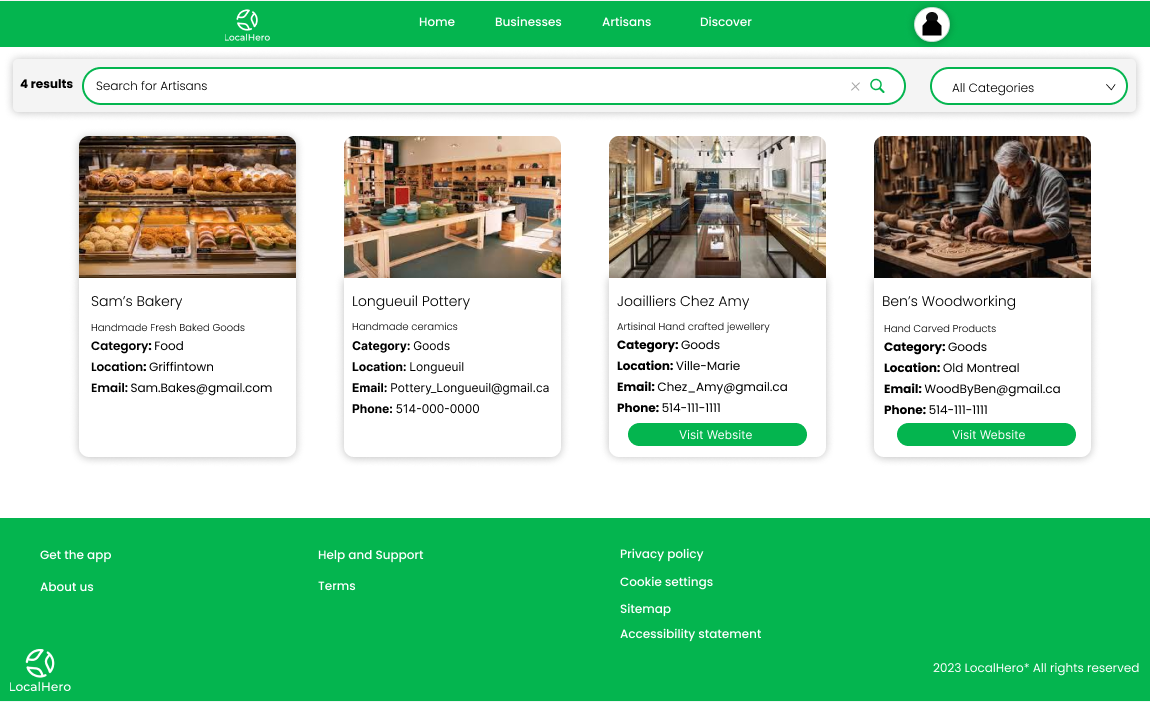 LocalHero
Home Businesses Artisans Discover
4 results
Search for Artisans
All Categories
Sam's Bakery
Handmade Fresh Baked Goods
Category: Food
Location: Griffintown
Email: Sam.Bakes@gmail.com
Longueuil Pottery
Handmade ceramics
Category: Goods
Location: Longueuil
Email: Pottery_Longueuil@gmail.ca
Phone: 514-000-0000
Joailliers Chez Amy
Artisinal Hand crafted jewellery
Category: Goods
Location: Ville-Marie
Email: Chez_Amy@gmail.ca
Phone: 514-111-1111
Visit Website
Ben's Woodworking
Hand Carved Products
Category: Goods
Location: Old Montreal
Email: WoodByBen@gmail.ca
Phone: 514-111-1111
Visit Website
Get the app
About us
Help and Support
Terms
Privacy policy
Cookie settings
Sitemap
Accessibility statement
LocalHero
2023 LocalHero* All rights reserved